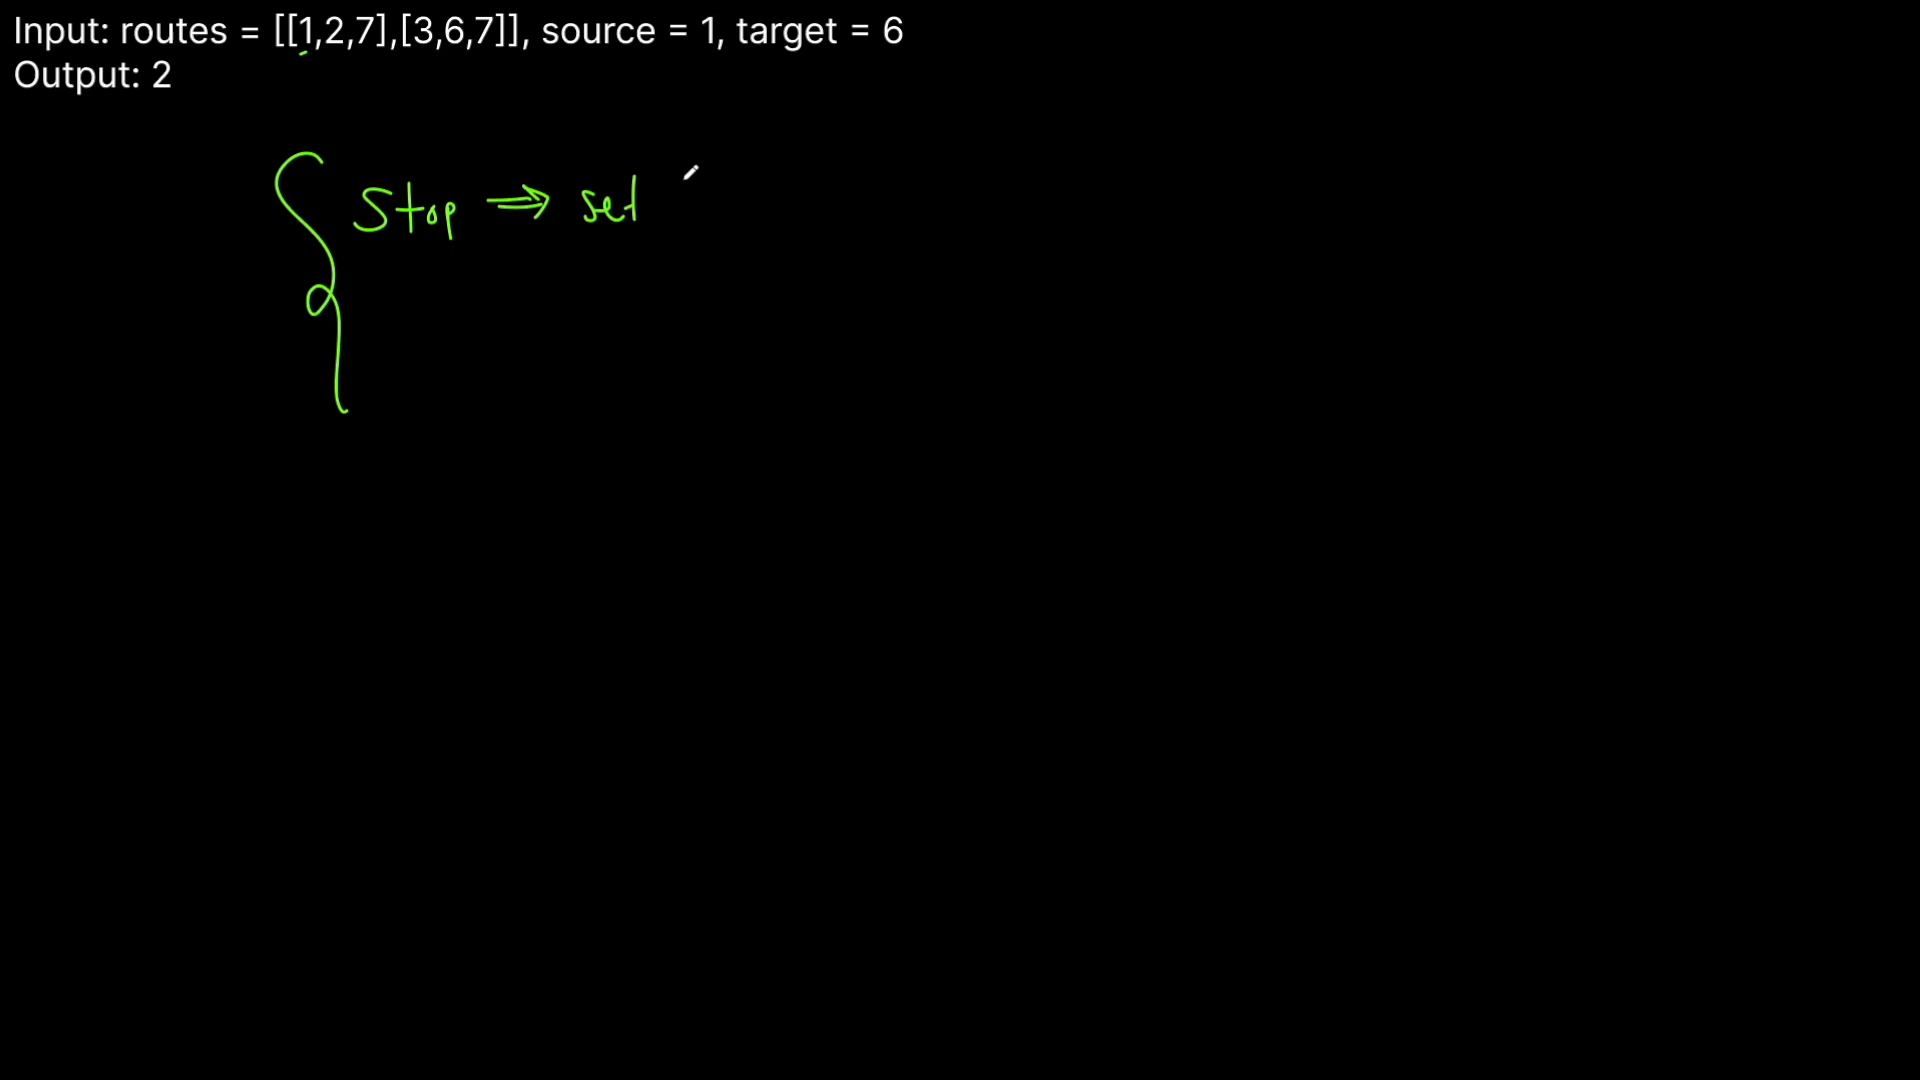 Input: routes = [[1,2,7],[3,6,7]], source = 1, target = 6
Output: 2
Stop ⇒ set